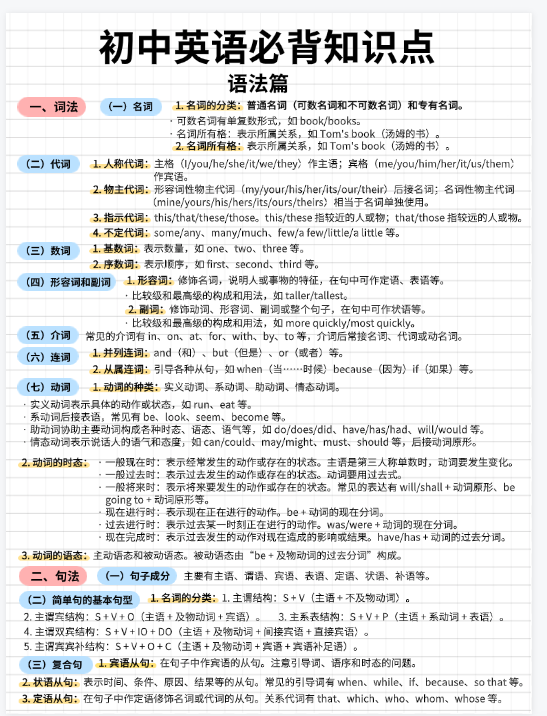 初中英语必背知识点
语法篇
一、词法 （一）名词 1. 名词的分类：普通名词（可数名词和不可数名词）和专有名词。
· 可数名词有单复数形式，如 book/books。
· 名词所有格：表示所属关系，如 Tom's book（汤姆的书）。
2. 名词所有格：表示所属关系，如 Tom's book（汤姆的书）。
（二）代词 1. 人称代词：主格（I/you/he/she/it/we/they）作主语；宾格（me/you/him/her/it/us/them）
作宾语。
2. 物主代词：形容词性物主代词（my/your/his/her/its/our/their）后接名词；名词性物主代词
（mine/yours/his/hers/its/ours/theirs）相当于名词单独使用。
3. 指示代词：this/that/these/those。this/these 指较近的人或物；that/those 指较远的人或物。
4. 不定代词：some/any、many/much、few/a few/little/a little 等。
（三）数词 1. 基数词：表示数量，如 one、two、three 等。
2. 序数词：表示顺序，如 first、second、third 等。
（四）形容词和副词 1. 形容词：修饰名词，说明人或事物的特征，在句中可作定语、表语等。
· 比较级和最高级的构成和用法，如 taller/tallest。
2. 副词：修饰动词、形容词、副词或整个句子，在句中可作状语等。
· 比较级和最高级的构成和用法，如 more quickly/most quickly。
（五）介词 常见的介词有 in、on、at、for、with、by、to 等，介词后常接名词、代词或动名词。
（六）连词 1. 并列连词：and（和）、but（但是）、or（或者）等。
2. 从属连词：引导各种从句，如 when（当……时候）because（因为）if（如果）等。
（七）动词 1. 动词的种类：实义动词、系动词、助动词、情态动词。
· 实义动词表示具体的动作或状态，如 run、eat 等。
· 系动词后接表语，常见有 be、look、seem、become 等。
· 助动词协助主要动词构成各种时态、语态、语气等，如 do/does/did、have/has/had、will/would 等。
· 情态动词表示说话人的语气和态度，如 can/could、may/might、must、should 等，后接动词原形。
2. 动词的时态： · 一般现在时：表示经常发生的动作或存在的状态。主语是第三人称单数时，动词要发生变化。
· 一般过去时：表示过去发生的动作或存在的状态。动词要用过去式。
· 一般将来时：表示将来要发生的动作或存在的状态。常见的表达有 will/shall + 动词原形、be
going to + 动词原形等。
· 现在进行时：表示现在正在进行的动作。be + 动词的现在分词。
· 过去进行时：表示过去某一时刻正在进行的动作。was/were + 动词的现在分词。
· 现在完成时：表示过去发生的动作对现在造成的影响或结果。have/has + 动词的过去分词。
3. 动词的语态：主动语态和被动语态。被动语态由“be + 及物动词的过去分词”构成。
二、句法 （一）句子成分 主要有主语、谓语、宾语、表语、定语、状语、补语等。
（二）简单句的基本句型 1. 名词的分类：1. 主谓结构：S + V（主语 + 不及物动词）。
2. 主谓宾结构：S + V + O（主语 + 及物动词 + 宾语）。 3. 主系表结构：S + V + P（主语 + 系动词 + 表语）。
4. 主谓双宾结构：S + V + IO + DO（主语 + 及物动词 + 间接宾语 + 直接宾语）。
5. 主谓宾宾补结构：S + V + O + C（主语 + 及物动词 + 宾语 + 宾语补足语）。
（三）复合句 1. 宾语从句：在句子中作宾语的从句。注意引导词、语序和时态的问题。
2. 状语从句：表示时间、条件、原因、结果等的从句。常见的引导词有 when、while、if、because、so that 等。
3. 定语从句：在句子中作定语修饰名词或代词的从句。关系代词有 that、which、who、whom、whose 等。